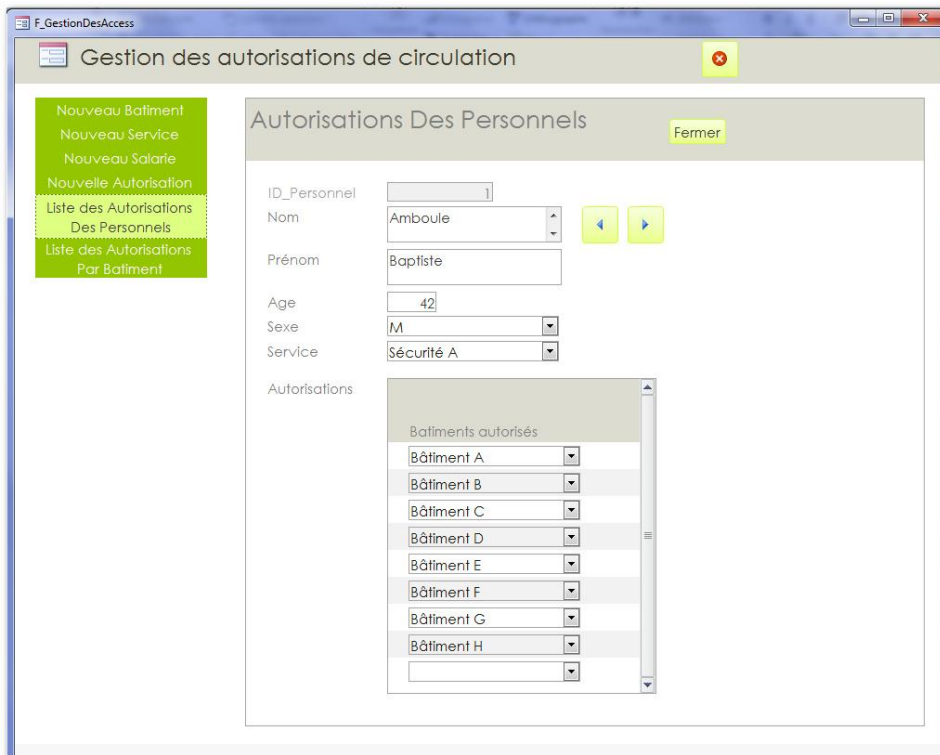 F_GestionDesAccess
Gestion des autorisations de circulation
Nouveau Batiment
Nouveau Service
Nouveau Salarie
Nouvelle Autorisation
Liste des Autorisations
Des Personnels
Liste des Autorisations
Par Batiment
Autorisations Des Personnels
Fermer
ID_Personnel 1
Nom Amboule
Prénom Baptiste
Age 42
Sexe M
Service Sécurité A
Autorisations
Batiments autorisés
Bâtiment A
Bâtiment B
Bâtiment C
Bâtiment D
Bâtiment E
Bâtiment F
Bâtiment G
Bâtiment H